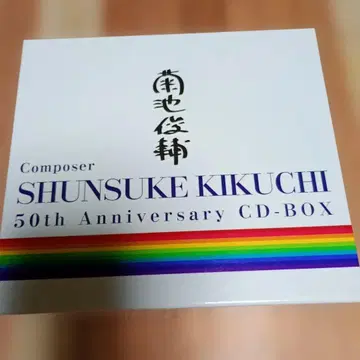 菊池俊輔
Composer
SHUNSUKE KIKUCHI
50th Anniversary CD-BOX